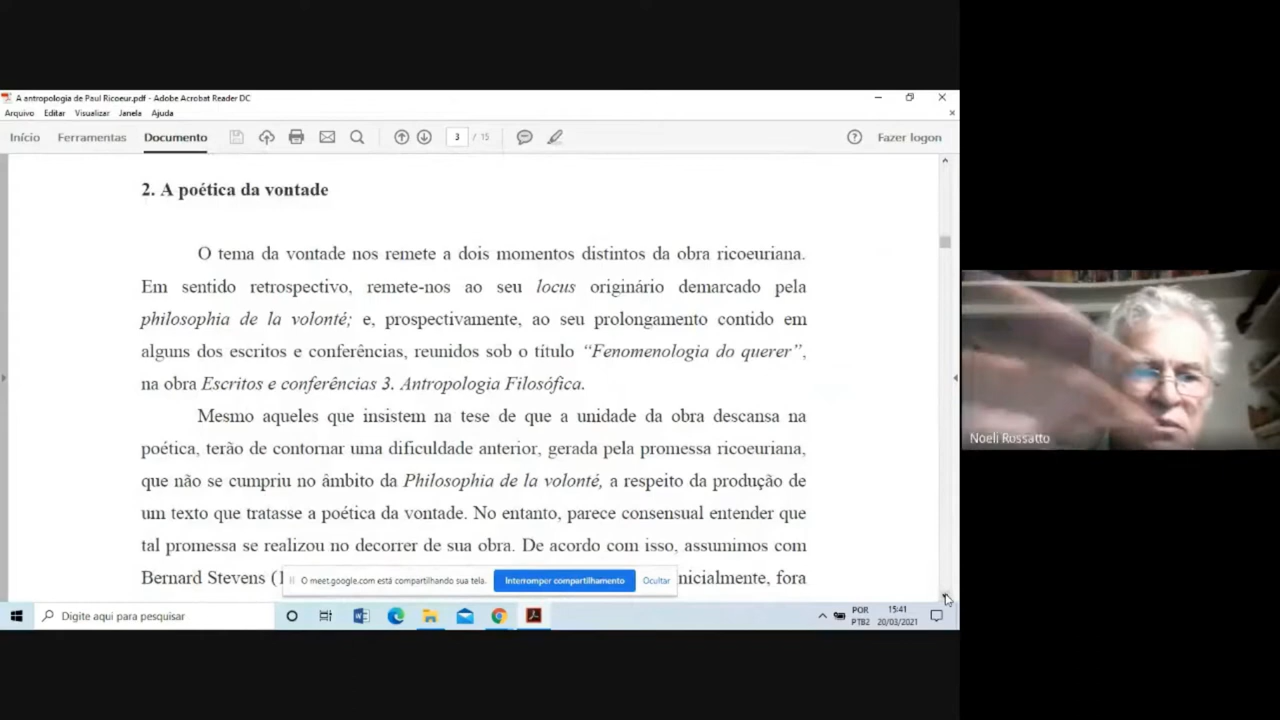 A antropologia de Paul Ricoeur.pdf - Adobe Acrobat Reader DC
Arquivo Editar Visualizar Janela Ajuda
Início Ferramentas Documento 3 / 15 Fazer logon
2. A poética da vontade
O tema da vontade nos remete a dois momentos distintos da obra ricoeuriana.
Em sentido retrospectivo, remete-nos ao seu locus originário demarcado pela
philosophia de la volonté; e, prospectivamente, ao seu prolongamento contido em
alguns dos escritos e conferências, reunidos sob o título “Fenomenologia do querer”,
na obra Escritos e conferências 3. Antropologia Filosófica.
Mesmo aqueles que insistem na tese de que a unidade da obra descansa na
poética, terão de contornar uma dificuldade anterior, gerada pela promessa ricoeuriana,
que não se cumpriu no âmbito da Philosophia de la volonté, a respeito da produção de
um texto que tratasse a poética da vontade. No entanto, parece consensual entender que
tal promessa se realizou no decorrer de sua obra. De acordo com isso, assumimos com
Bernard Stevens (1 nicialmente, fora
O meet.google.com está compartilhando sua tela. Interromper compartilhamento Ocultar
Digite aqui para pesquisar
POR
PTB2
15:41
20/03/2021
Noeli Rossatto